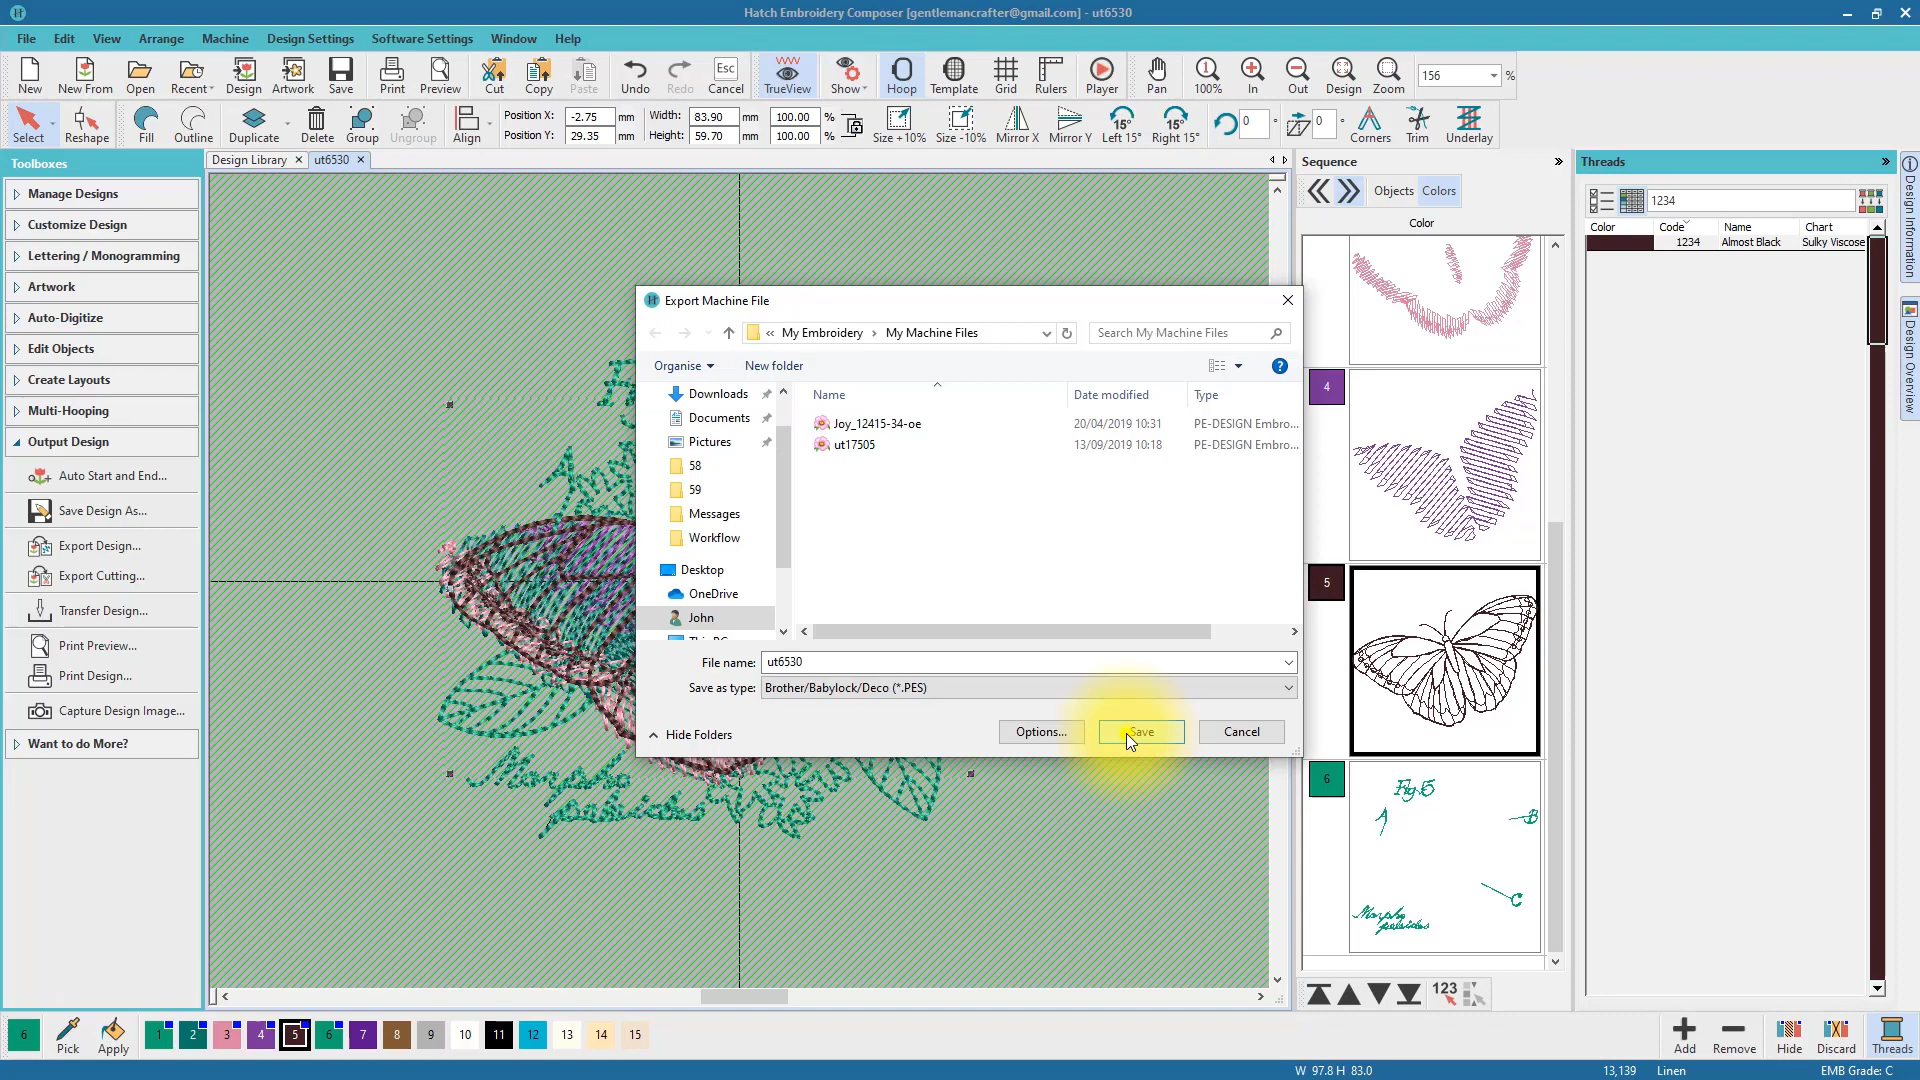 Hatch Embroidery Composer [gentlemancrafter@gmail.com] - ut6530
File Edit View Arrange Machine Design Settings Software Settings Window Help
New New From Open Recent Design Artwork Save Print Preview Cut Copy Paste Undo Redo Esc Cancel TrueView Show Hoop Template Grid Rulers Player Pan 1 100% In Out Design Zoom 156 %
Select Reshape Fill Outline Duplicate Delete Group Ungroup Align
Position X: -2.75 mm Width: 83.90 mm 100.00 %
Position Y: 29.35 mm Height: 59.70 mm 100.00 %
Size +10% Size -10% Mirror X Mirror Y 15° Left 15° 15° Right 15° 0 ° 0 ° Corners Trim Underlay
Toolboxes
Manage Designs
Customize Design
Lettering / Monogramming
Artwork
Auto-Digitize
Edit Objects
Create Layouts
Multi-Hooping
Output Design
Auto Start and End...
Save Design As...
Export Design...
Export Cutting...
Transfer Design...
Print Preview...
Print Design...
Capture Design Image...
Want to do More?
Design Library ut6530
Morpho
peleides
Export Machine File
« My Embroidery My Machine Files
Search My Machine Files
Organise New folder ?
Downloads
Documents
Pictures
58
59
Messages
Workflow
Desktop
OneDrive
John
Name Date modified Type
Joy_12415-34-oe 20/04/2019 10:31 PE-DESIGN Embro...
ut17505 13/09/2019 10:18 PE-DESIGN Embro...
File name: ut6530
Save as type: Brother/Babylock/Deco (*.PES)
Hide Folders Options... Save Cancel
Sequence
Objects Colors
Color
4
5
6
Fig.5
A
B
C
Morpho
peleides
123
Threads
1234
Color Code Name Chart
1234 Almost Black Sulky Viscose
Design Information
Design Overview
6 Pick Apply 1 2 3 4 5 6 7 8 9 10 11 12 13 14 15 Add Remove Hide Discard Threads
W 97.8 H 83.0 13,139 Linen EMB Grade: C